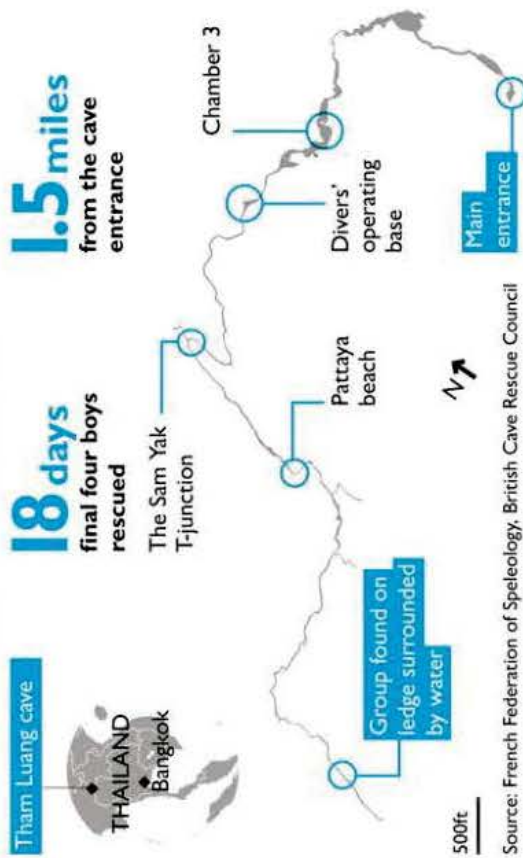 Tham Luang cave
THAILAND
Bangkok
18 days
final four boys
rescued
1.5 miles
from the cave
entrance
The Sam Yak
T-junction
Chamber 3
Divers'
operating
base
Pattaya
beach
Group found on
ledge surrounded
by water
Main
entrance
N
500ft
Source: French Federation of Speleology, British Cave Rescue Council